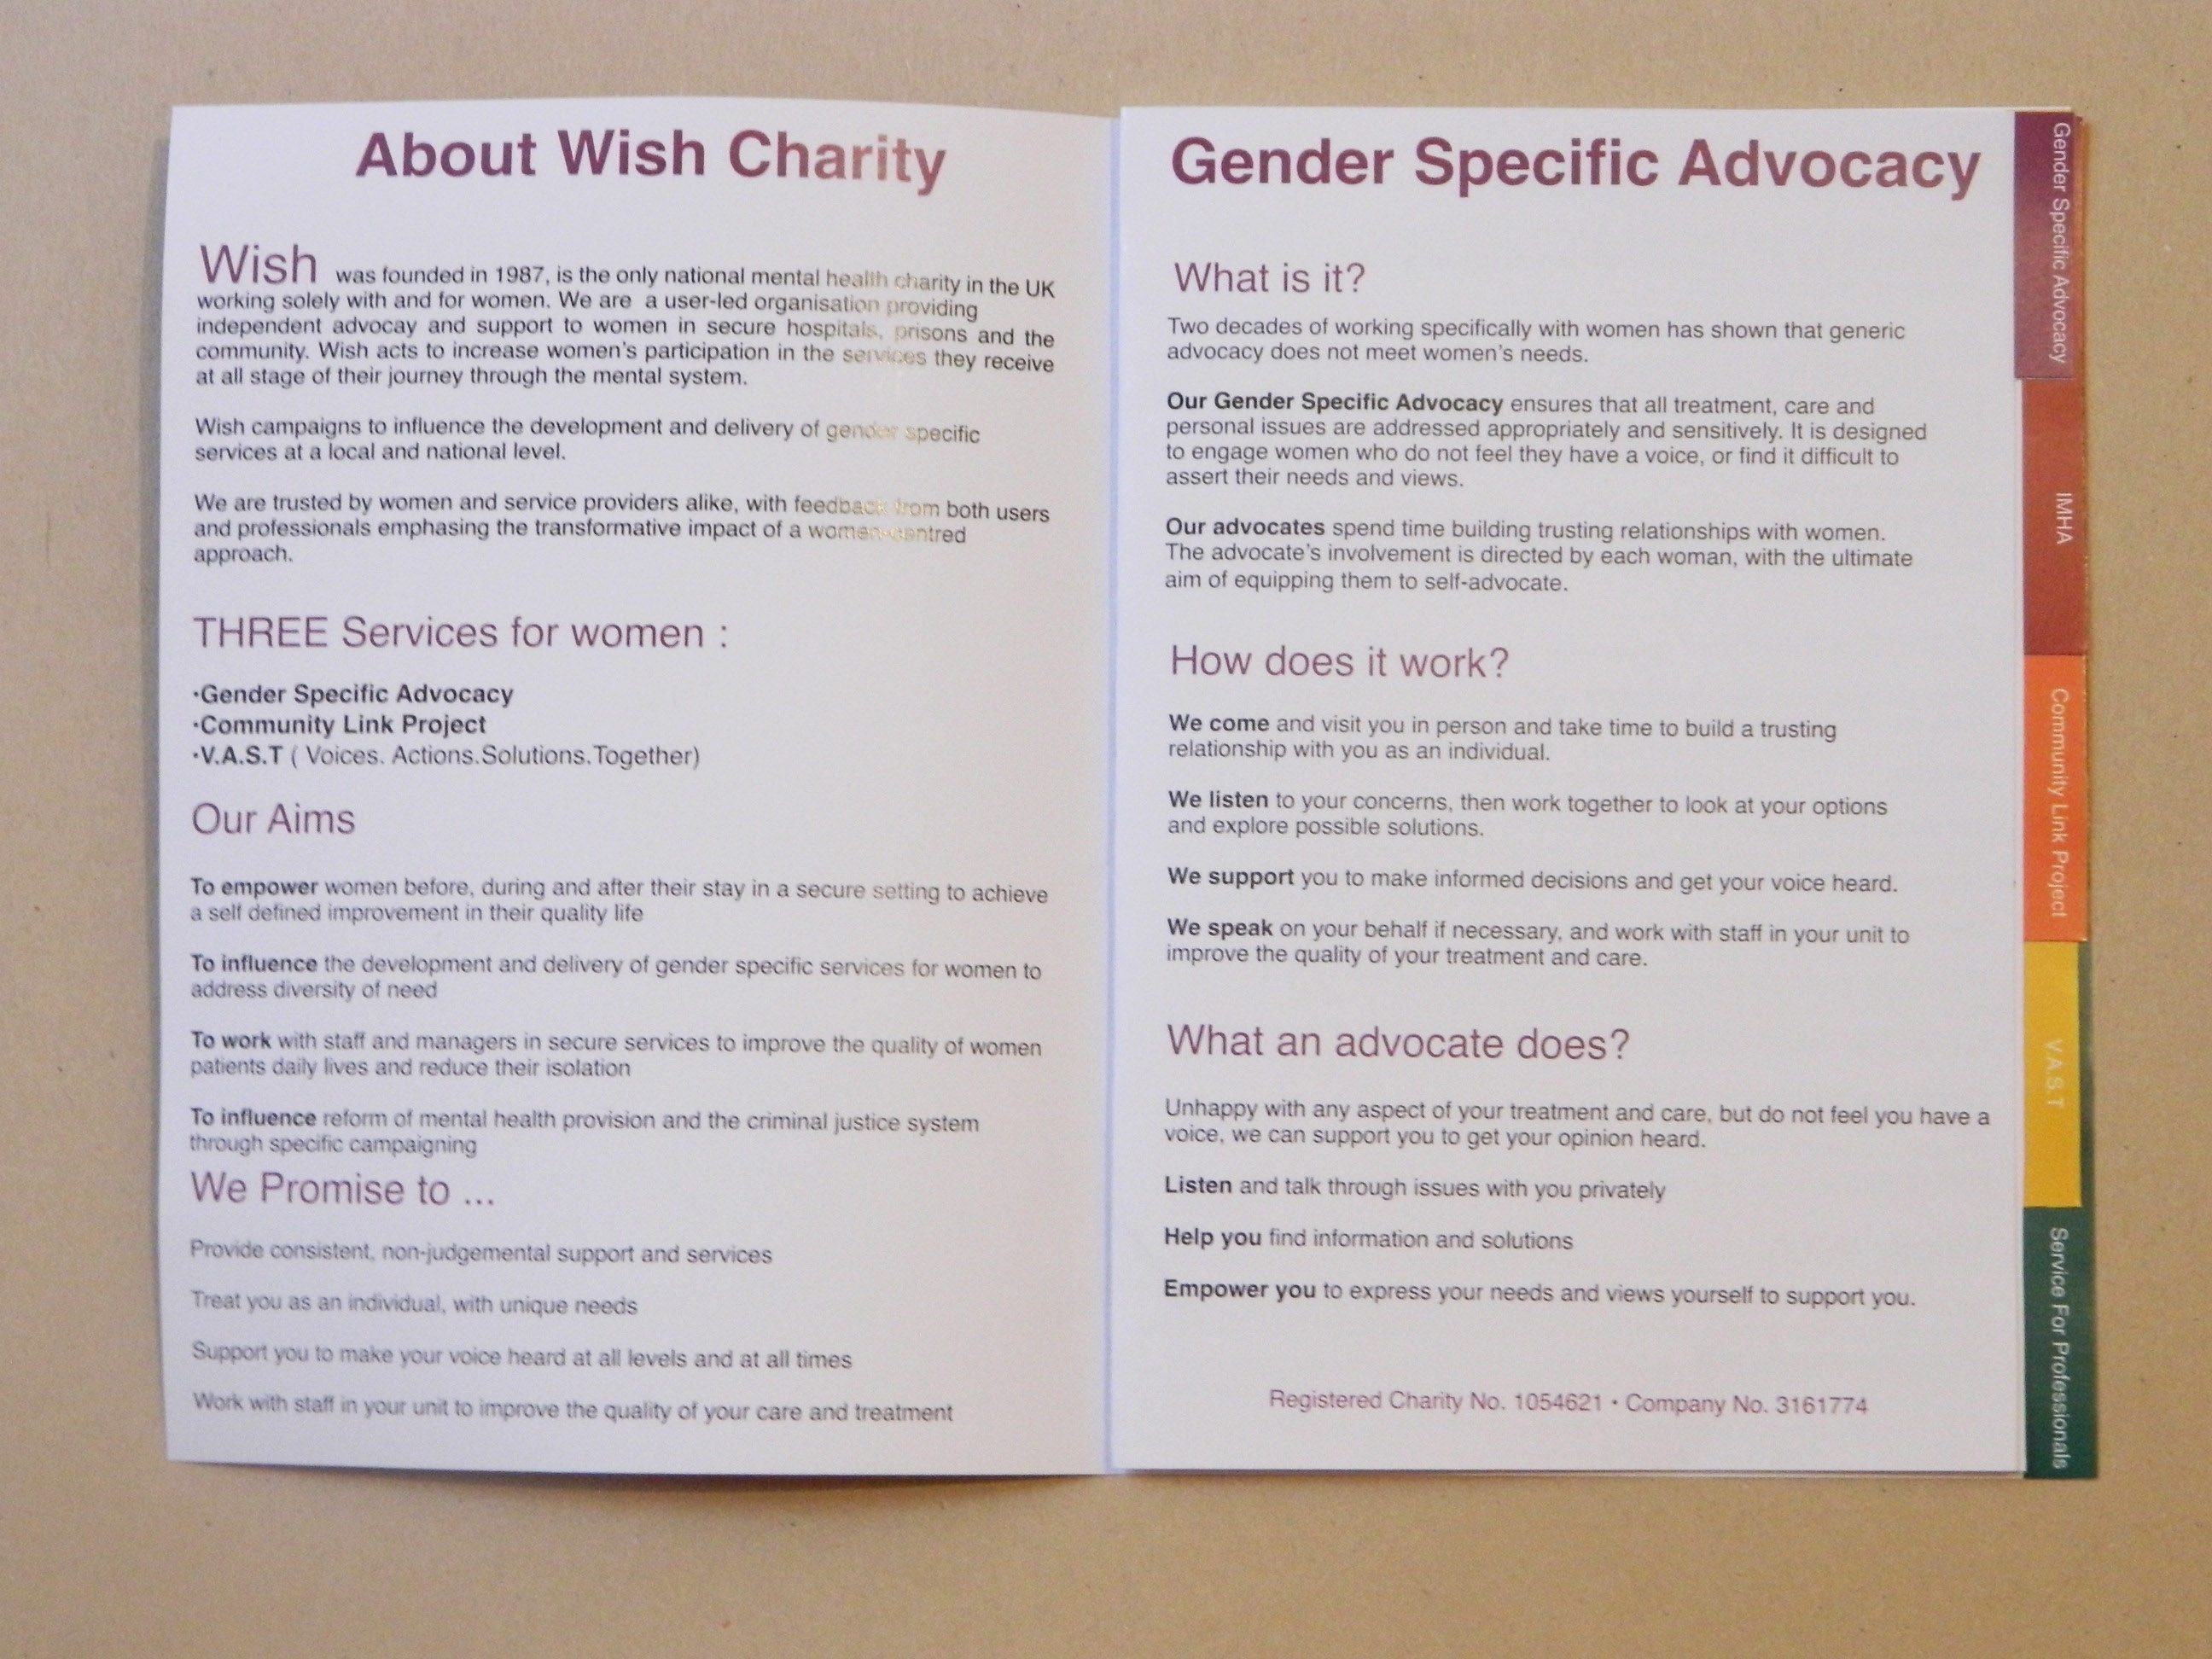 About Wish Charity
Wish was founded in 1987, is the only national mental health charity in the UK
working solely with and for women. We are a user-led organisation providing
independent advocay and support to women in secure hospitals, prisons and the
community. Wish acts to increase women's participation in the services they receive
at all stage of their journey through the mental system.
Wish campaigns to influence the development and delivery of gender specific
services at a local and national level.
We are trusted by women and service providers alike, with feedback from both users
and professionals emphasing the transformative impact of a women-centred
approach.
THREE Services for women :
•Gender Specific Advocacy
•Community Link Project
•V.A.S.T ( Voices. Actions.Solutions.Together)
Our Aims
To empower women before, during and after their stay in a secure setting to achieve
a self defined improvement in their quality life
To influence the development and delivery of gender specific services for women to
address diversity of need
To work with staff and managers in secure services to improve the quality of women
patients daily lives and reduce their isolation
To influence reform of mental health provision and the criminal justice system
through specific campaigning
We Promise to ...
Provide consistent, non-judgemental support and services
Treat you as an individual, with unique needs
Support you to make your voice heard at all levels and at all times
Work with staff in your unit to improve the quality of your care and treatment
Gender Specific Advocacy
What is it?
Two decades of working specifically with women has shown that generic
advocacy does not meet women's needs.
Our Gender Specific Advocacy ensures that all treatment, care and
personal issues are addressed appropriately and sensitively. It is designed
to engage women who do not feel they have a voice, or find it difficult to
assert their needs and views.
Our advocates spend time building trusting relationships with women.
The advocate's involvement is directed by each woman, with the ultimate
aim of equipping them to self-advocate.
How does it work?
We come and visit you in person and take time to build a trusting
relationship with you as an individual.
We listen to your concerns, then work together to look at your options
and explore possible solutions.
We support you to make informed decisions and get your voice heard.
We speak on your behalf if necessary, and work with staff in your unit to
improve the quality of your treatment and care.
What an advocate does?
Unhappy with any aspect of your treatment and care, but do not feel you have a
voice, we can support you to get your opinion heard.
Listen and talk through issues with you privately
Help you find information and solutions
Empower you to express your needs and views yourself to support you.
Registered Charity No. 1054621 • Company No. 3161774
Gender Specific Advocacy
IMHA
Community Link Project
V.A.S.T
Service For Professionals